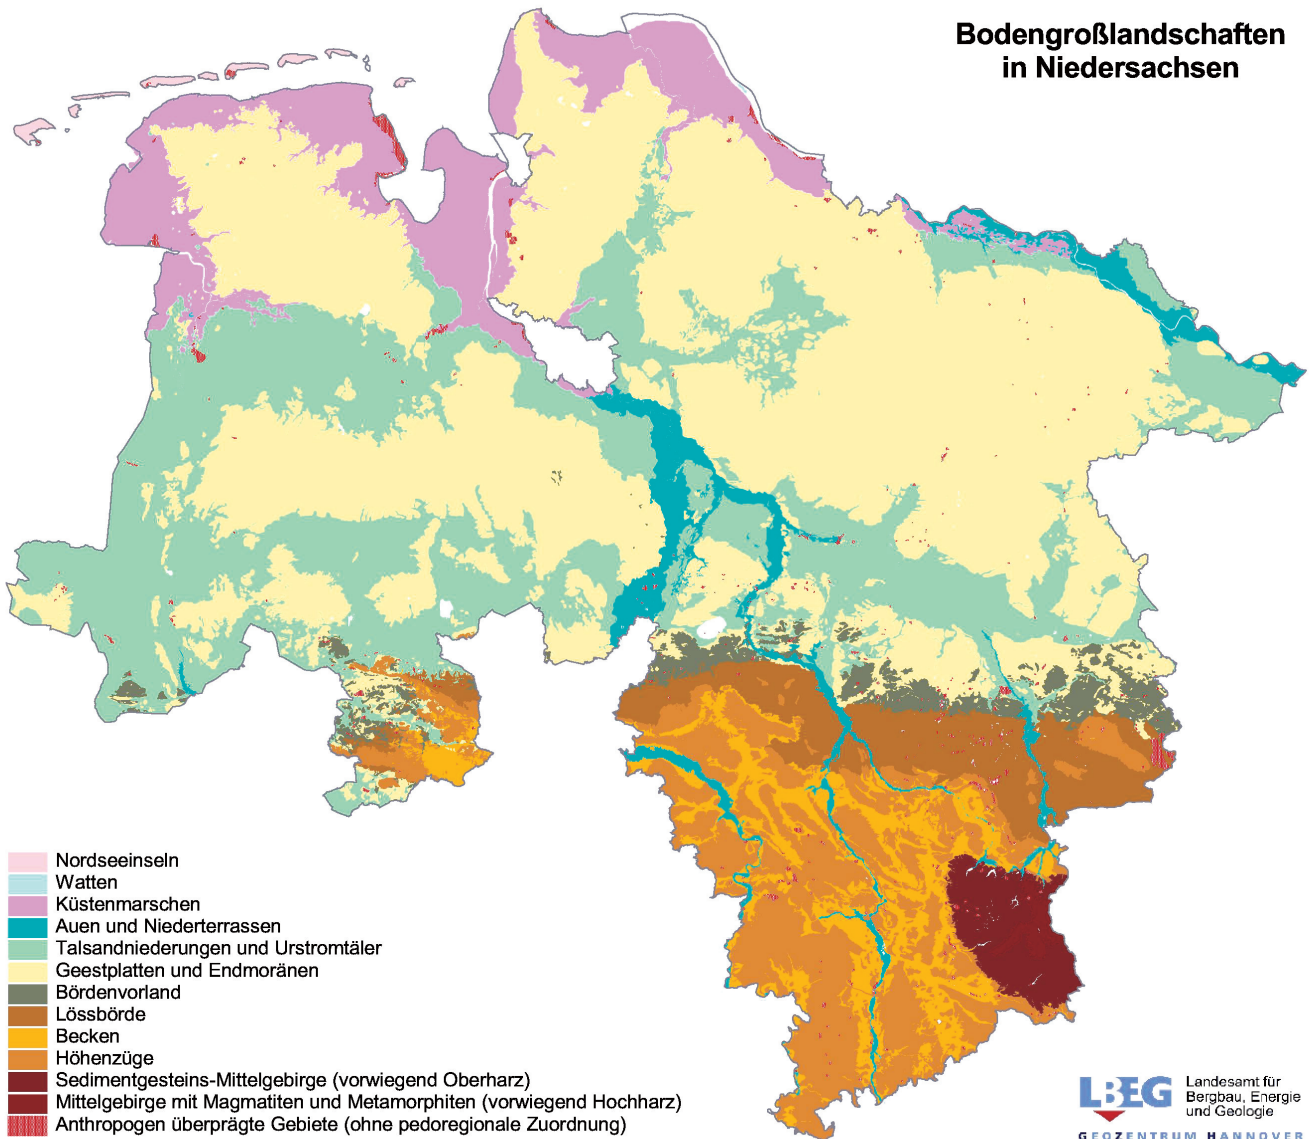 Bodengroßlandschaften
in Niedersachsen
Nordseeinseln
Watten
Küstenmarschen
Auen und Niederterrassen
Talsandniederungen und Urstromtäler
Geestplatten und Endmoränen
Bördenvorland
Lössbörde
Becken
Höhenzüge
Sedimentgesteins-Mittelgebirge (vorwiegend Oberharz)
Mittelgebirge mit Magmatiten und Metamorphiten (vorwiegend Hochharz)
Anthropogen überprägte Gebiete (ohne pedoregionale Zuordnung)
LBEG
Landesamt für
Bergbau, Energie
und Geologie
GEOZENTRUM HANNOVER